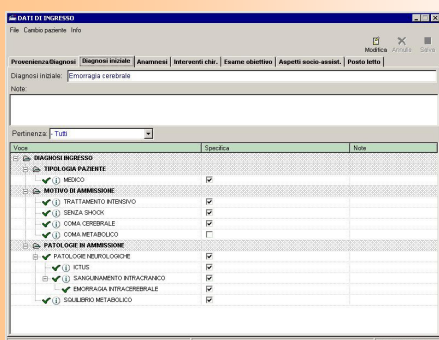 DATI DI INGRESSO
File Cambio paziente Info
Modifica Annulla Salva
Provenienza/Diagnosi Diagnosi iniziale Anamnesi Interventi chir. Esame obiettivo Aspetti socio-assist. Posto letto
Diagnosi iniziale: Emorragia cerebrale
Note:
Pertinenza: - Tutti
Voce Specifica Note
DIAGNOSI INGRESSO
TIPOLOGIA PAZIENTE
MEDICO
MOTIVO DI AMMISSIONE
TRATTAMENTO INTENSIVO
SENZA SHOCK
COMA CEREBRALE
COMA METABOLICO
PATOLOGIE IN AMMISSIONE
PATOLOGIE NEUROLOGICHE
ICTUS
SANGUINAMENTO INTRACRANICO
EMORRAGIA INTRACEREBRALE
SQUILIBRIO METABOLICO